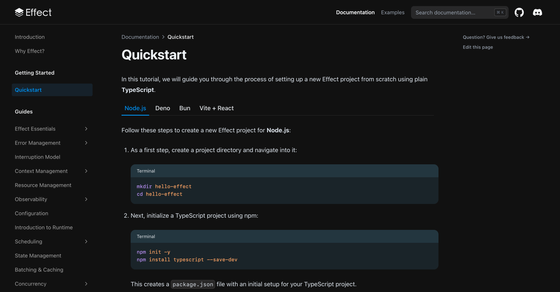 Effect
Documentation
Examples
Search documentation...
⌘K
Introduction
Why Effect?
Getting Started
Quickstart
Guides
Effect Essentials
Error Management
Interruption Model
Context Management
Resource Management
Observability
Configuration
Introduction to Runtime
Scheduling
State Management
Batching & Caching
Concurrency
Documentation > Quickstart
Quickstart
In this tutorial, we will guide you through the process of setting up a new Effect project from scratch using plain
TypeScript.
Node.js Deno Bun Vite + React
Follow these steps to create a new Effect project for Node.js:
1. As a first step, create a project directory and navigate into it:
Terminal
mkdir hello-effect
cd hello-effect
2. Next, initialize a TypeScript project using npm:
Terminal
npm init -y
npm install typescript --save-dev
This creates a package.json file with an initial setup for your TypeScript project.
Question? Give us feedback →
Edit this page